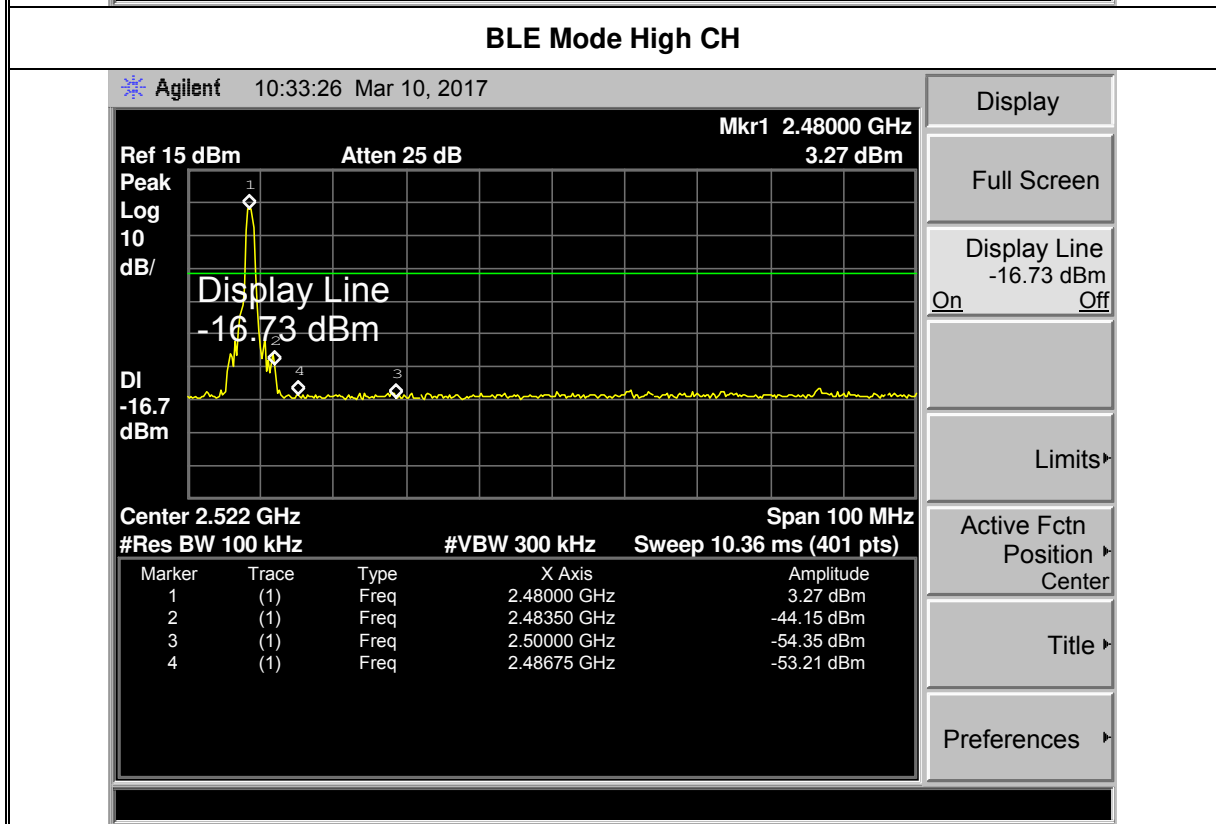 BLE Mode High CH
Agilent 10:33:26 Mar 10, 2017
Mkr1 2.48000 GHz
Ref 15 dBm Atten 25 dB 3.27 dBm
Peak
Log
10
dB/
1
Display Line
-16.73 dBm
2
4
3
DI
-16.7
dBm
Center 2.522 GHz Span 100 MHz
#Res BW 100 kHz #VBW 300 kHz Sweep 10.36 ms (401 pts)
Marker Trace Type X Axis Amplitude
1 (1) Freq 2.48000 GHz 3.27 dBm
2 (1) Freq 2.48350 GHz -44.15 dBm
3 (1) Freq 2.50000 GHz -54.35 dBm
4 (1) Freq 2.48675 GHz -53.21 dBm
Display
Full Screen
Display Line
-16.73 dBm
On Off
Limits
Active Fctn
Position
Center
Title
Preferences